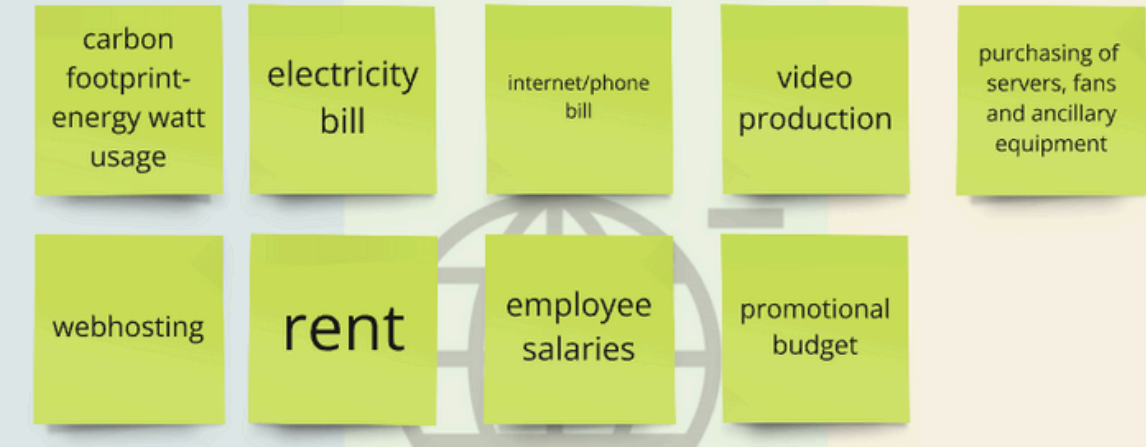 carbon
footprint-
energy watt
usage
electricity
bill
internet/phone
bill
video
production
purchasing of
servers, fans
and ancillary
equipment
webhosting
rent
employee
salaries
promotional
budget